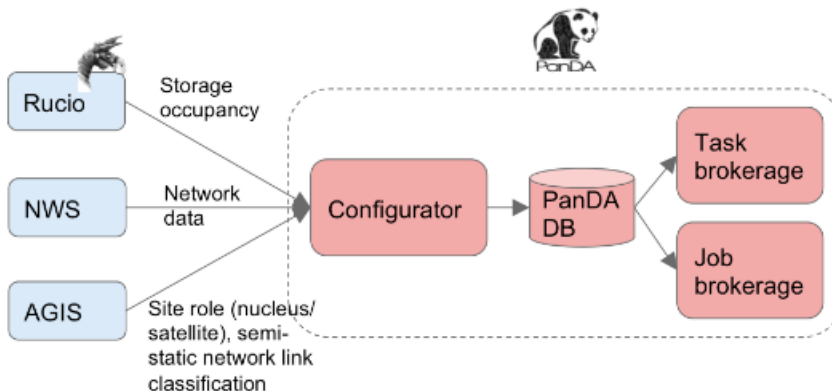 PanDA
Rucio
Storage
occupancy
NWS
Network
data
AGIS
Site role (nucleus/
satellite), semi-
static network link
classification
Configurator
PanDA
DB
Task
brokerage
Job
brokerage